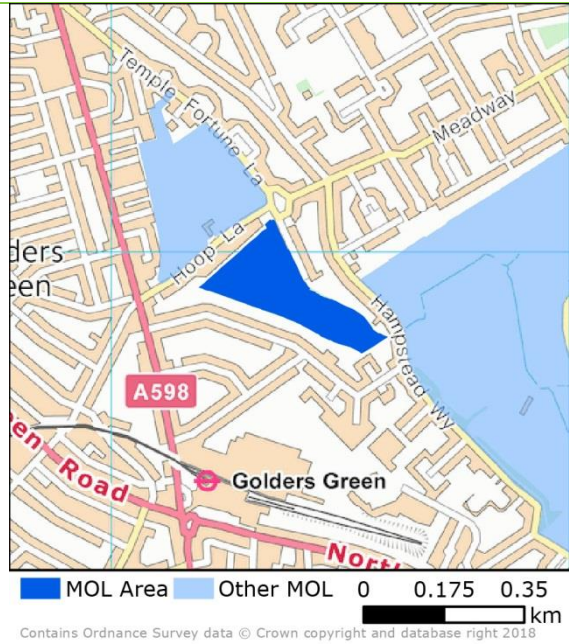 Temple Fortune La
Meadway
ders
een
Hoop La
Hampstead Wy
A598
en Road
Golders Green
North
MOL Area
Other MOL
0 0.175 0.35
km
Contains Ordnance Survey data © Crown copyright and database right 2018